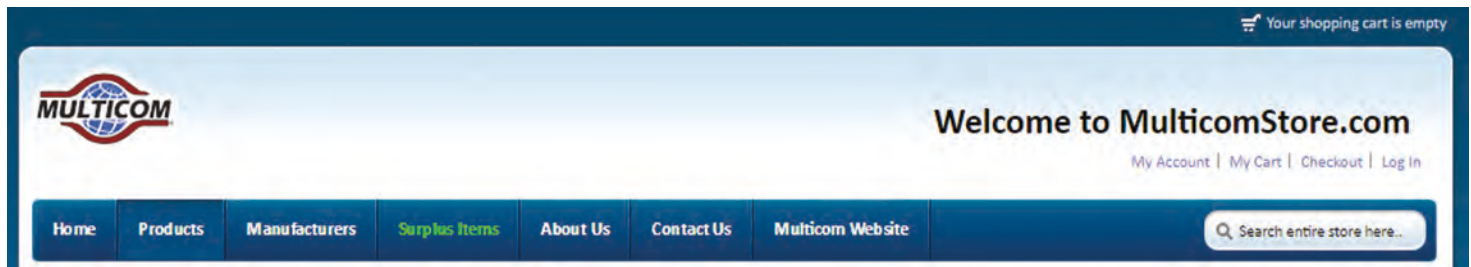 Your shopping cart is empty
MULTICOM
Welcome to MulticomStore.com
My Account | My Cart | Checkout | Log In
Home Products Manufacturers Surplus Items About Us Contact Us Multicom Website Search entire store here..